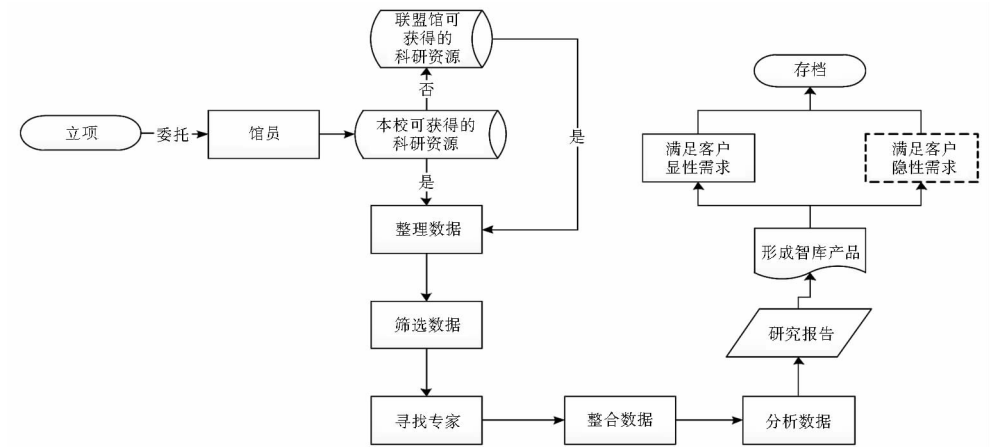 联盟馆可
获得的
科研资源
否
立项
委托
馆员
本校可获得的
科研资源
是
是
整理数据
筛选数据
寻找专家
整合数据
分析数据
研究报告
形成智库产品
满足客户
显性需求
满足客户
隐性需求
存档